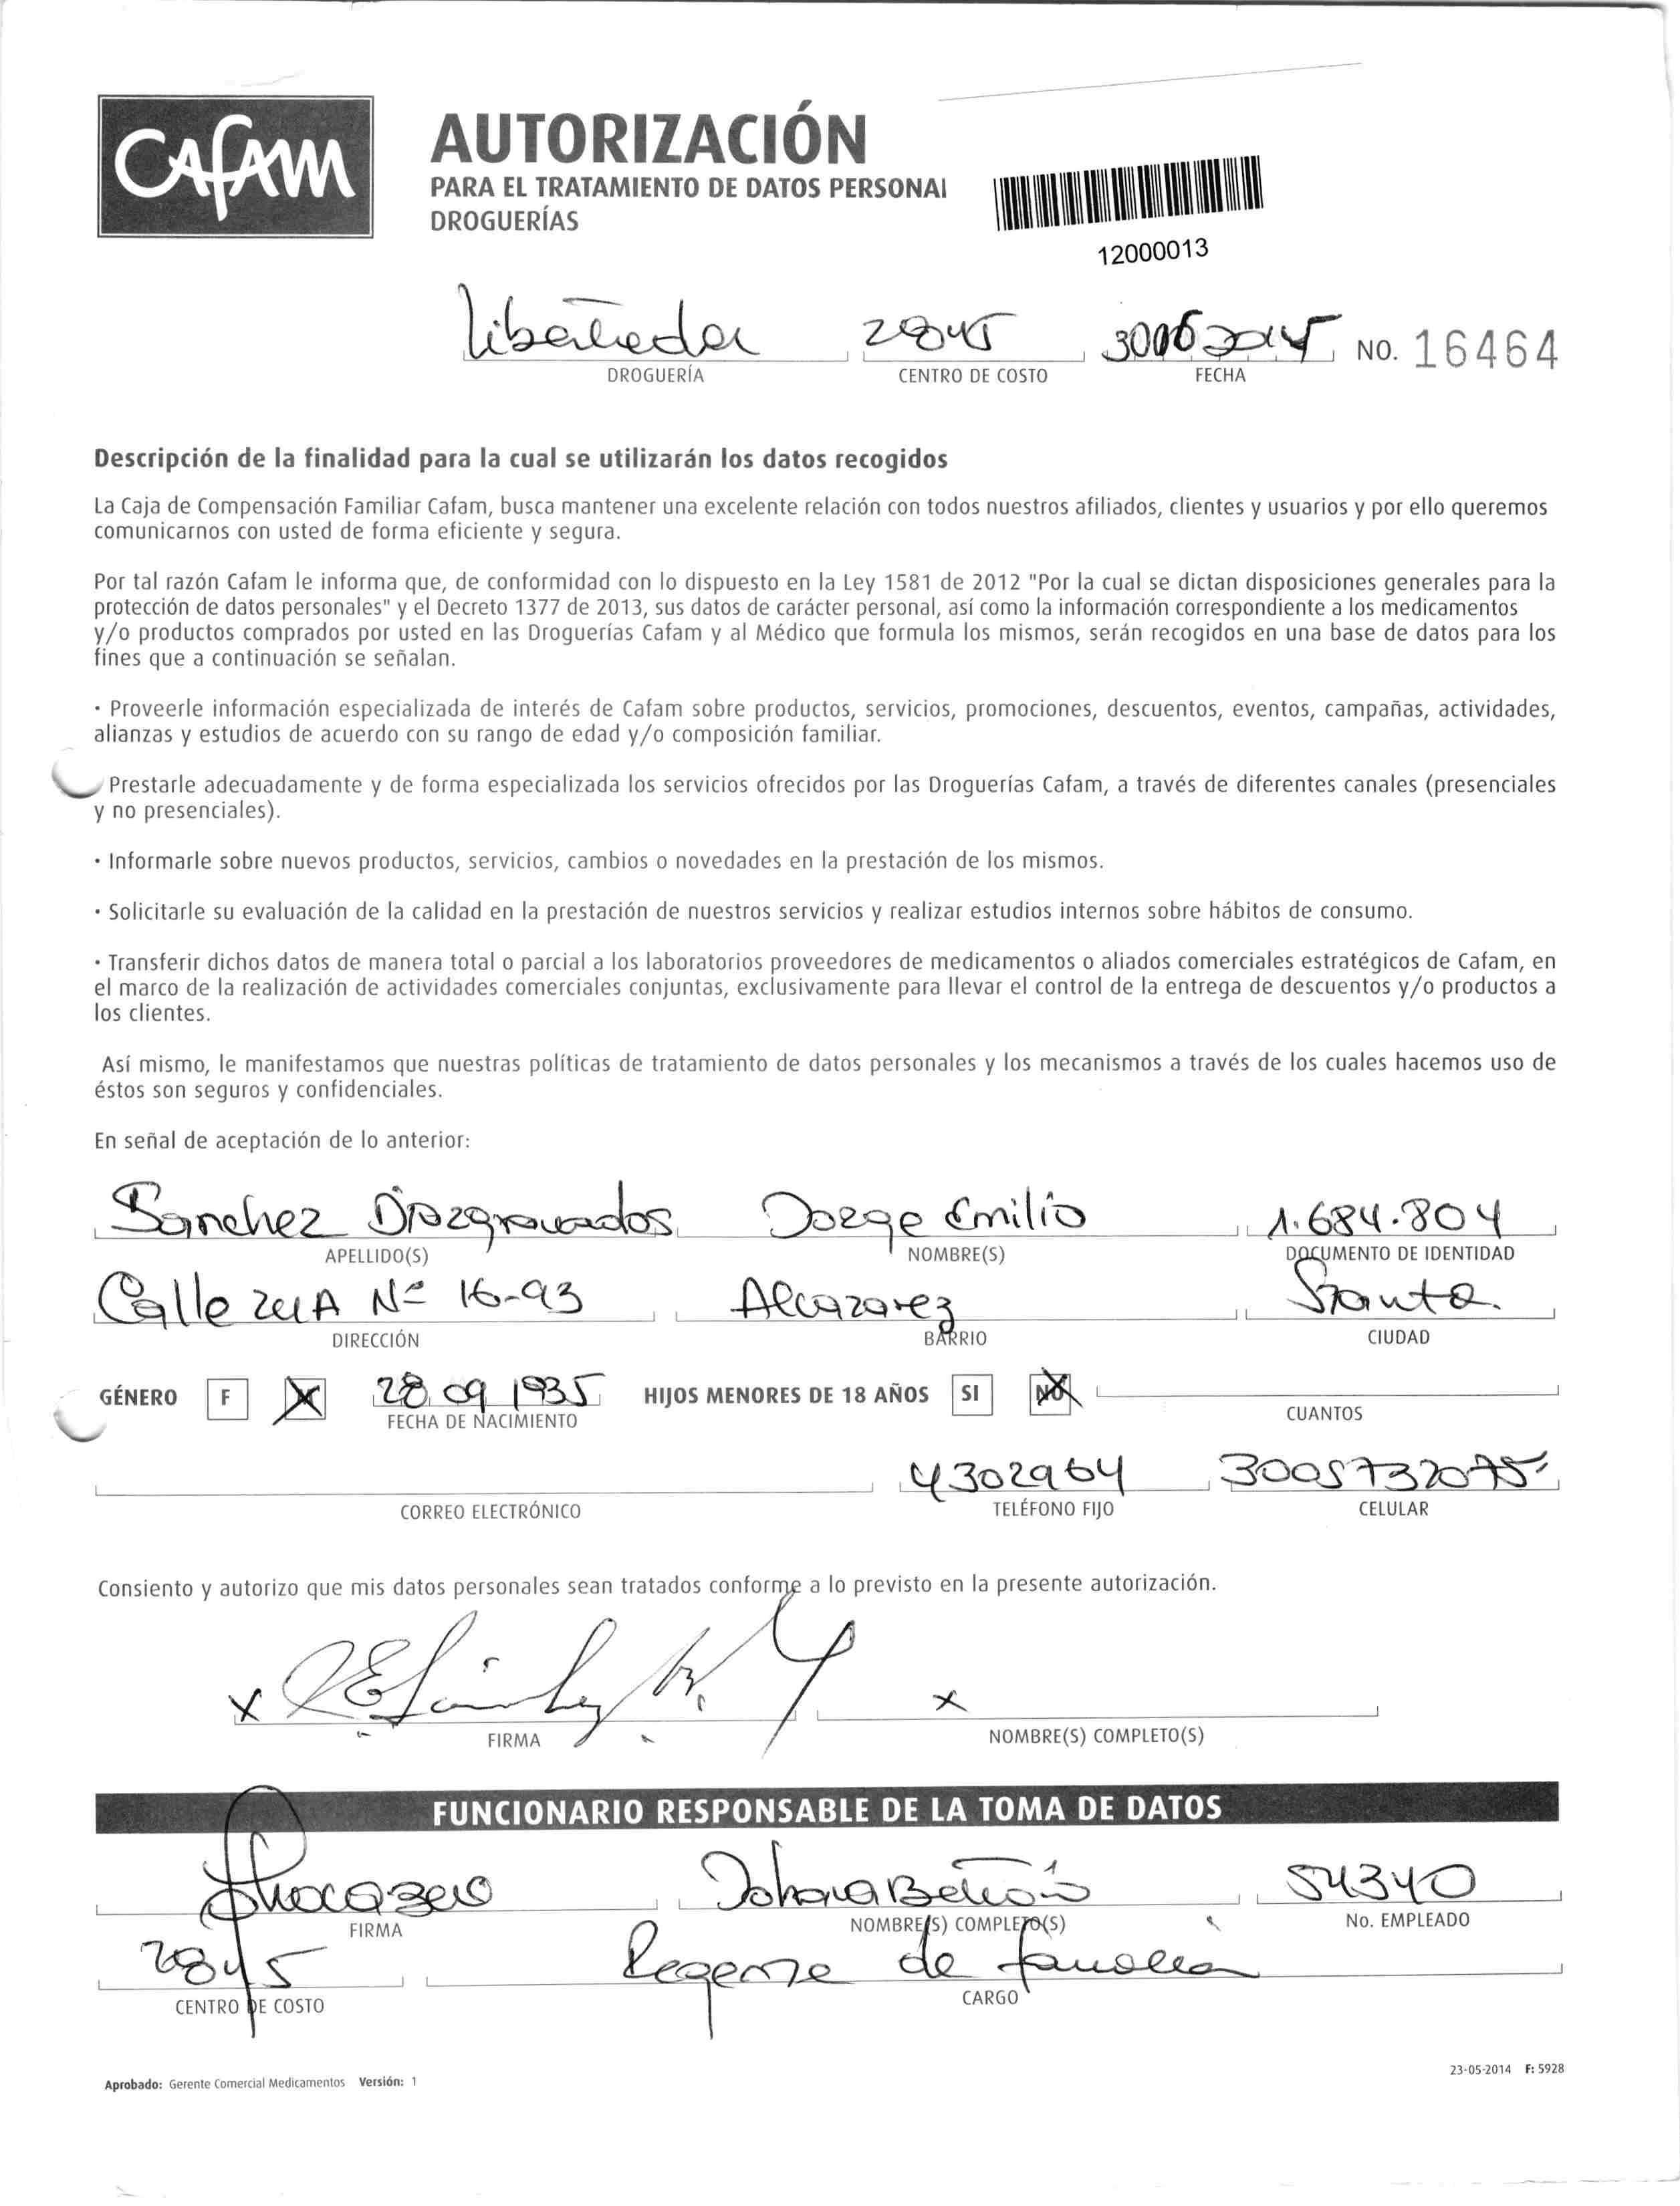 CAFAM
AUTORIZACIÓN
PARA EL TRATAMIENTO DE DATOS PERSONAL
DROGUERÍAS
12000013
2845 30062015 NO. 16464
DROGUERÍA CENTRO DE COSTO FECHA
Descripción de la finalidad para la cual se utilizarán los datos recogidos
La Caja de Compensación Familiar Cafam, busca mantener una excelente relación con todos nuestros afiliados, clientes y usuarios y por ello queremos
comunicarnos con usted de forma eficiente y segura.
Por tal razón Cafam le informa que, de conformidad con lo dispuesto en la Ley 1581 de 2012 "Por la cual se dictan disposiciones generales para la
protección de datos personales" y el Decreto 1377 de 2013, sus datos de carácter personal, así como la información correspondiente a los medicamentos
y/o productos comprados por usted en las Droguerías Cafam y al Médico que formula los mismos, serán recogidos en una base de datos para los
fines que a continuación se señalan.
· Proveerle información especializada de interés de Cafam sobre productos, servicios, promociones, descuentos, eventos, campañas, actividades,
alianzas y estudios de acuerdo con su rango de edad y/o composición familiar.
Prestarle adecuadamente y de forma especializada los servicios ofrecidos por las Droguerías Cafam, a través de diferentes canales (presenciales
y no presenciales).
· Informarle sobre nuevos productos, servicios, cambios o novedades en la prestación de los mismos.
· Solicitarle su evaluación de la calidad en la prestación de nuestros servicios y realizar estudios internos sobre hábitos de consumo.
· Transferir dichos datos de manera total o parcial a los laboratorios proveedores de medicamentos o aliados comerciales estratégicos de Cafam, en
el marco de la realización de actividades comerciales conjuntas, exclusivamente para llevar el control de la entrega de descuentos y/o productos a
los clientes.
Así mismo, le manifestamos que nuestras políticas de tratamiento de datos personales y los mecanismos a través de los cuales hacemos uso de
éstos son seguros y confidenciales.
En señal de aceptación de lo anterior:
Sanchez Diazgranados Jorge Emilio 1.684.804
APELLIDO(S) NOMBRE(S) DOCUMENTO DE IDENTIDAD
Calle 24A Nº 16-93 Alcazarez Santa.
DIRECCIÓN BARRIO CIUDAD
GÉNERO F M 28 09 1935 HIJOS MENORES DE 18 AÑOS SI NO
FECHA DE NACIMIENTO CUANTOS
4302964 3005732075
CORREO ELECTRÓNICO TELÉFONO FIJO CELULAR
Consiento y autorizo que mis datos personales sean tratados conforme a lo previsto en la presente autorización.
X X
FIRMA NOMBRE(S) COMPLETO(S)
FUNCIONARIO RESPONSABLE DE LA TOMA DE DATOS
Johana 54340
FIRMA NOMBRE(S) COMPLETO(S) No. EMPLEADO
2845 Regente de
CENTRO DE COSTO CARGO
Aprobado: Gerente Comercial Medicamentos Versión: 1
23-05-2014 F: 5928